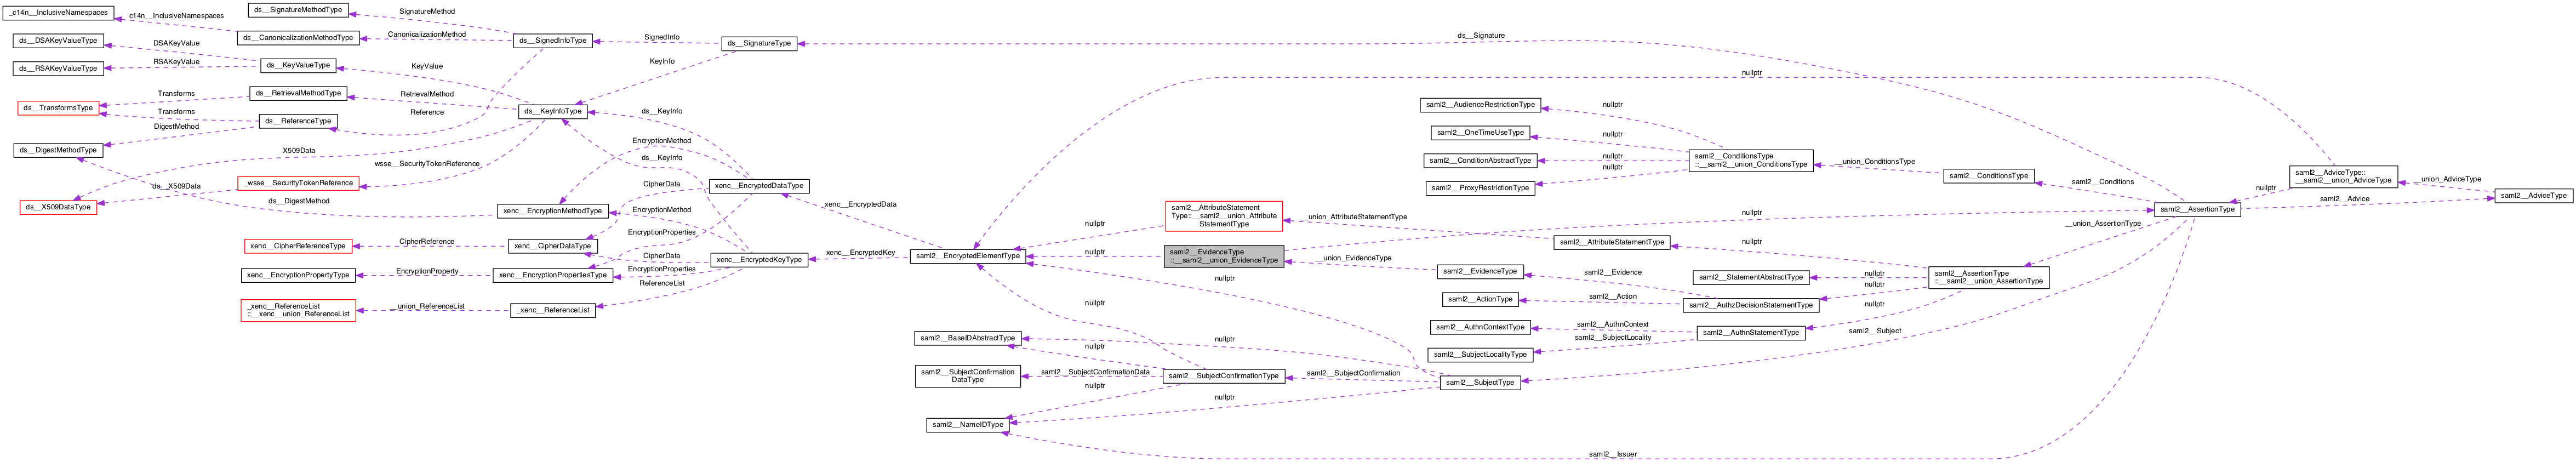 _c14n__InclusiveNamespaces
c14n__InclusiveNamespaces
ds__SignatureMethodType
SignatureMethod
ds__DSAKeyValueType
DSAKeyValue
ds__CanonicalizationMethodType
CanonicalizationMethod
ds__SignedInfoType
SignedInfo
ds__SignatureType
ds__Signature
ds__RSAKeyValueType
RSAKeyValue
ds__KeyValueType
KeyValue
KeyInfo
nullptr
ds__TransformsType
Transforms
ds__RetrievalMethodType
RetrievalMethod
Transforms
Reference
ds__KeyInfoType
ds__KeyInfo
DigestMethod
ds__ReferenceType
ds__DigestMethodType
X509Data
EncryptionMethod
wsse__SecurityTokenReference
ds__KeyInfo
ds__X509Data
_wsse__SecurityTokenReference
CipherData
xenc__EncryptedDataType
ds__X509DataType
ds__DigestMethod
xenc__EncryptionMethodType
EncryptionMethod
xenc__EncryptedData
EncryptionProperties
xenc__CipherReferenceType
CipherReference
xenc__CipherDataType
CipherData
xenc__EncryptedKeyType
xenc__EncryptedKey
saml2__EncryptedElementType
xenc__EncryptionPropertyType
EncryptionProperty
xenc__EncryptionPropertiesType
EncryptionProperties
ReferenceList
_xenc__ReferenceList
::__xenc__union_ReferenceList
__union_ReferenceList
_xenc__ReferenceList
saml2__AudienceRestrictionType
nullptr
saml2__OneTimeUseType
nullptr
saml2__ConditionAbstractType
nullptr
saml2__ProxyRestrictionType
nullptr
saml2__ConditionsType
::__saml2__union_ConditionsType
__union_ConditionsType
saml2__ConditionsType
saml2__Conditions
saml2__AdviceType::
__saml2__union_AdviceType
__union_AdviceType
saml2__AdviceType
nullptr
saml2__Advice
saml2__AssertionType
nullptr
__union_AssertionType
saml2__AttributeStatement
Type::__saml2__union_Attribute
StatementType
__union_AttributeStatementType
nullptr
saml2__AttributeStatementType
nullptr
saml2__EvidenceType
::__saml2__union_EvidenceType
nullptr
__union_EvidenceType
saml2__EvidenceType
saml2__Evidence
saml2__StatementAbstractType
nullptr
saml2__AssertionType
::__saml2__union_AssertionType
nullptr
saml2__ActionType
saml2__Action
saml2__AuthzDecisionStatementType
nullptr
nullptr
nullptr
saml2__AuthnContextType
saml2__AuthnContext
saml2__AuthnStatementType
saml2__SubjectLocality
saml2__SubjectLocalityType
saml2__Subject
saml2__BaseIDAbstractType
nullptr
nullptr
saml2__SubjectConfirmation
DataType
saml2__SubjectConfirmationData
saml2__SubjectConfirmationType
saml2__SubjectConfirmation
saml2__SubjectType
nullptr
nullptr
saml2__NameIDType
saml2__Issuer